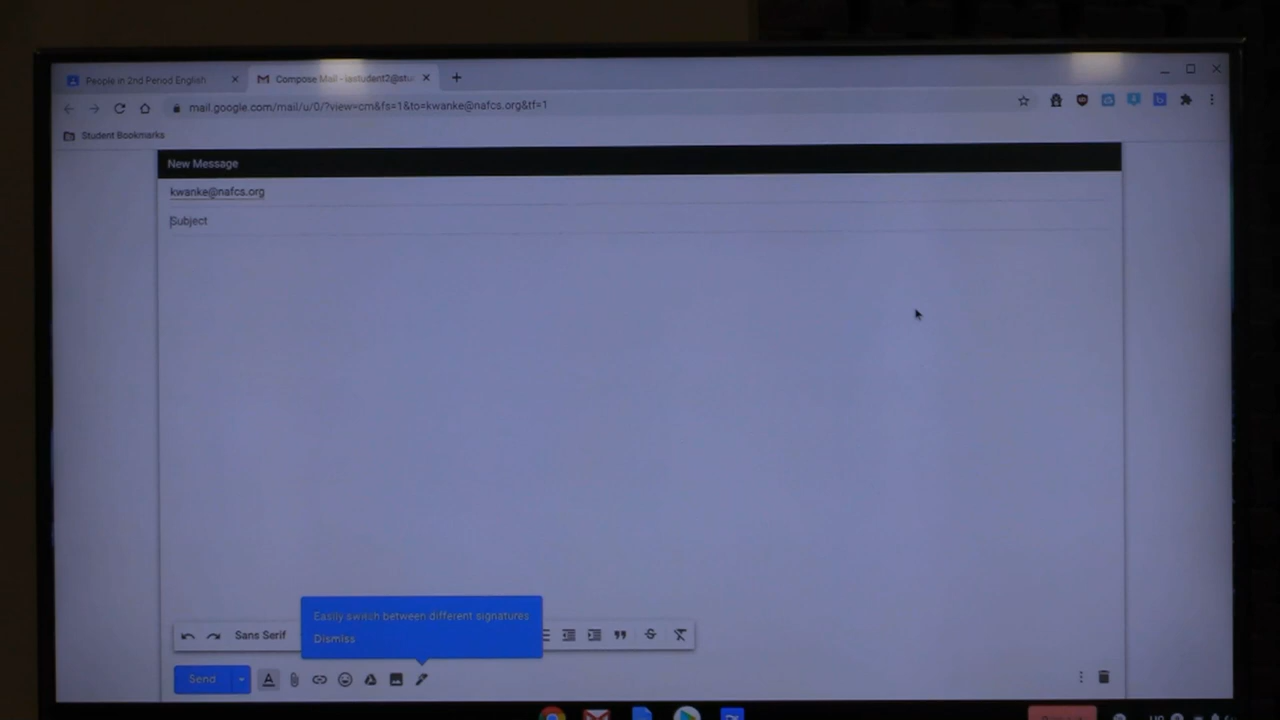 People in 2nd Period English
Compose Mail - iastudent2@stu
mail.google.com/mail/u/0/?view=cm&fs=1&to=kwanke@nafcs.org&tf=1
Student Bookmarks
New Message
kwanke@nafcs.org
Subject
Easily switch between different signatures
Dismiss
Sans Serif
Send